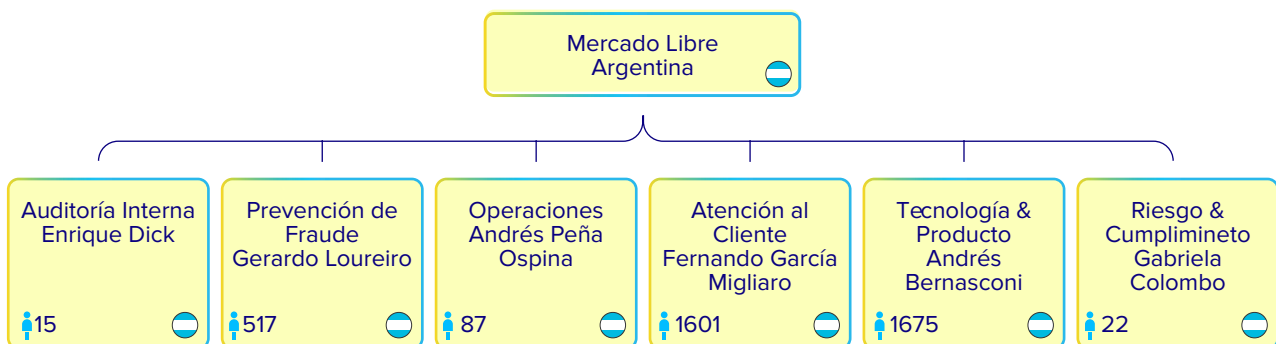 Mercado Libre
Argentina
Auditoría Interna
Enrique Dick
15
Prevención de
Fraude
Gerardo Loureiro
517
Operaciones
Andrés Peña
Ospina
87
Atención al
Cliente
Fernando García
Migliaro
1601
Tecnología &
Producto
Andrés
Bernasconi
1675
Riesgo &
Cumplimineto
Gabriela
Colombo
22